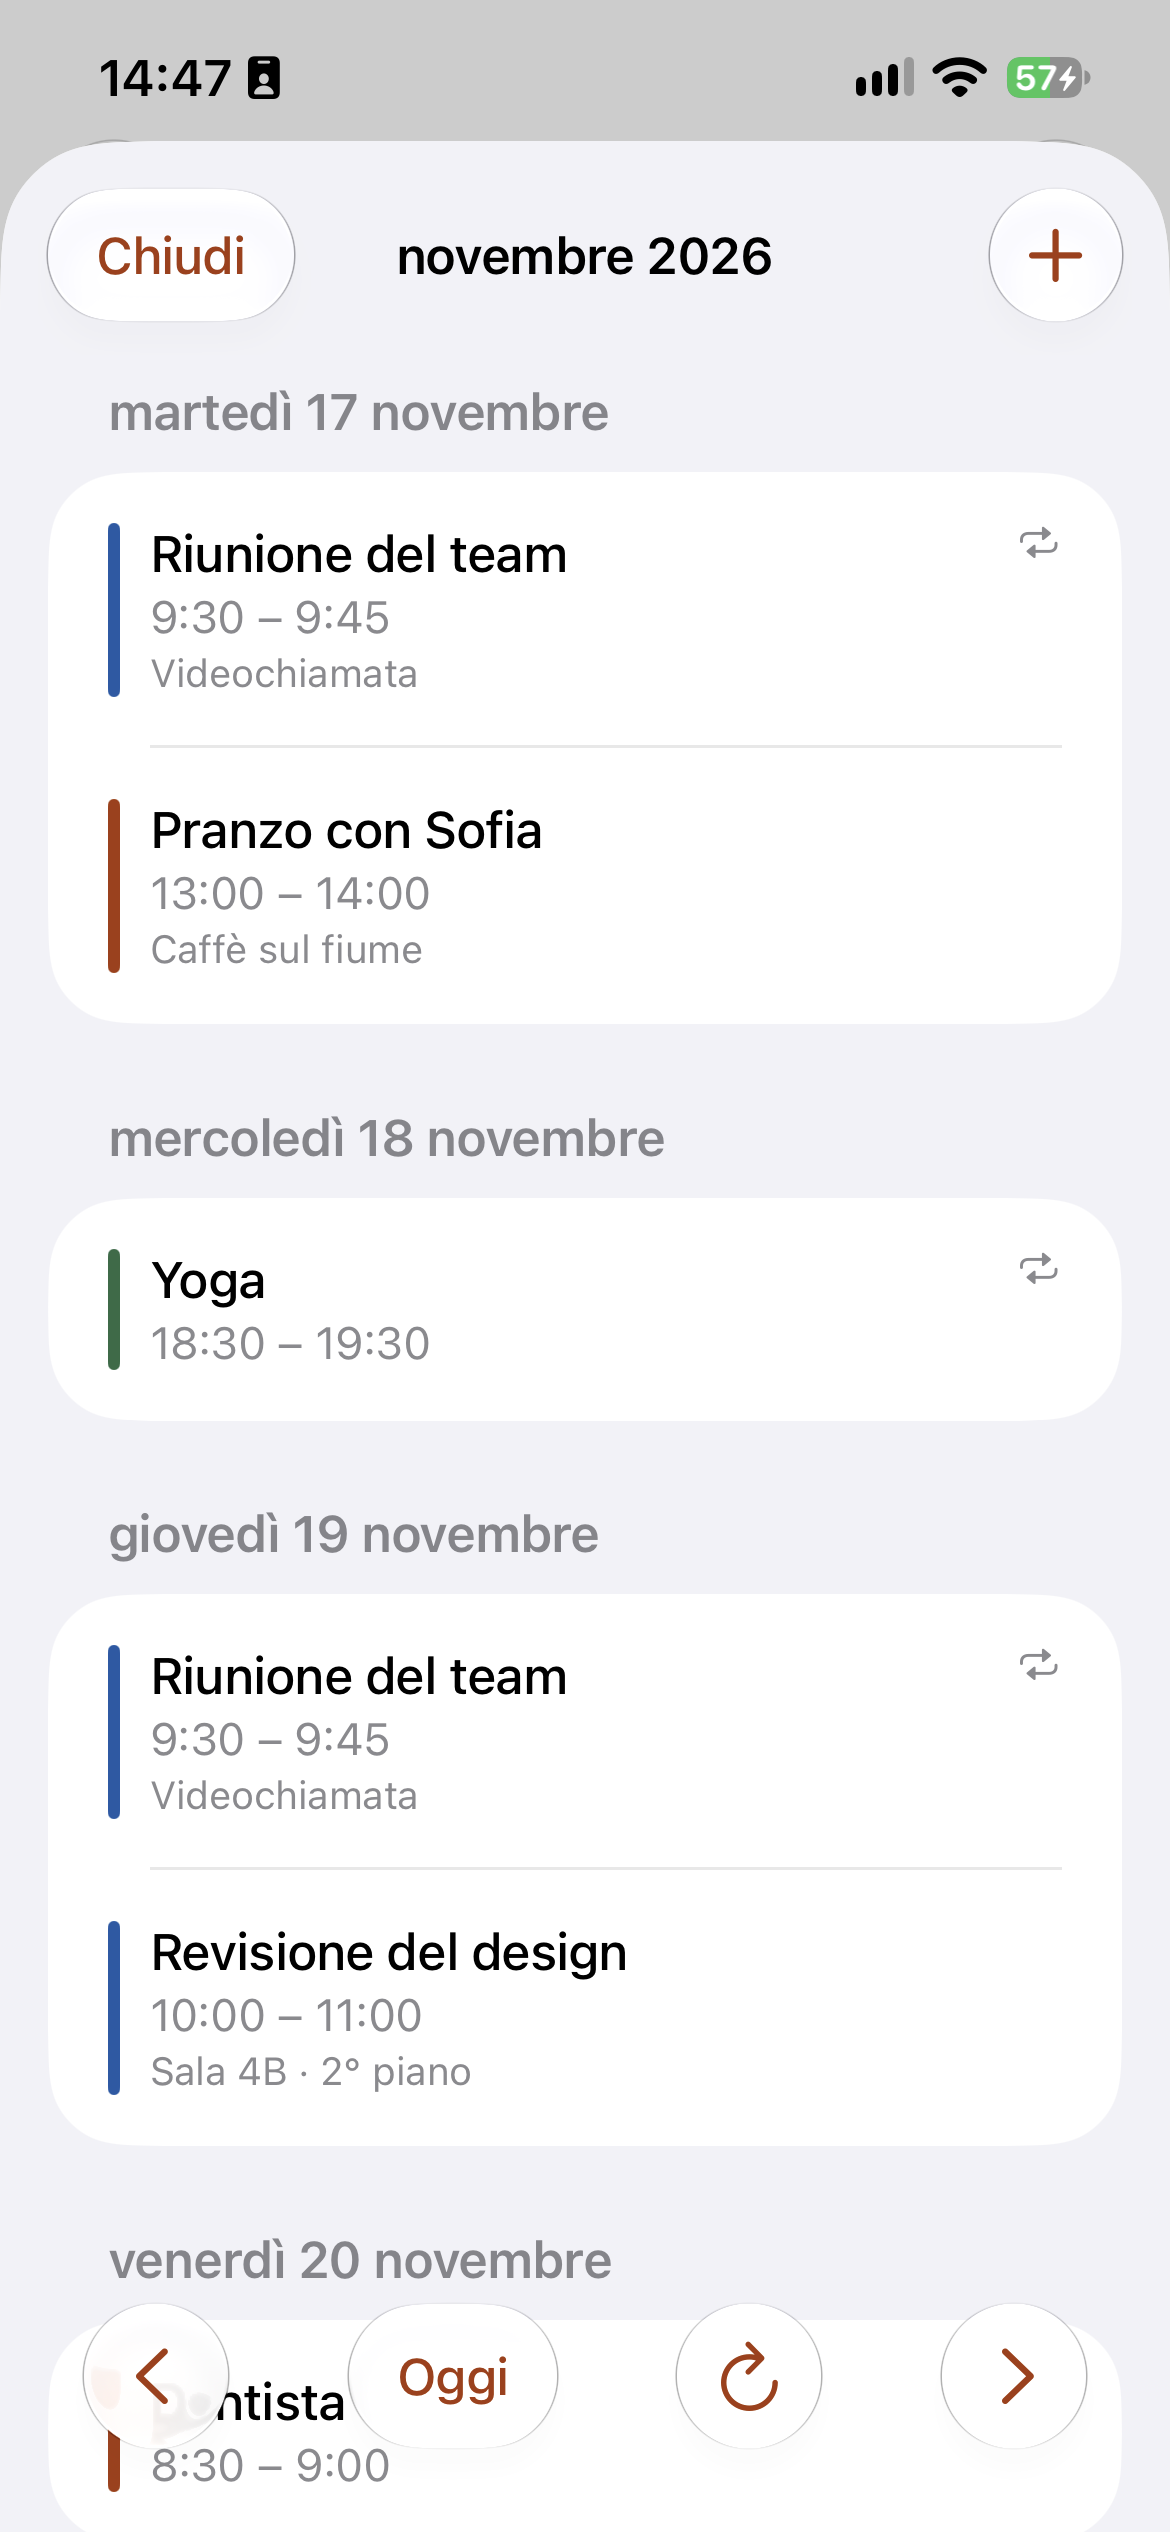 14:47
57
Chiudi
novembre 2026
martedì 17 novembre
Riunione del team
9:30 – 9:45
Videochiamata
Pranzo con Sofia
13:00 – 14:00
Caffè sul fiume
mercoledì 18 novembre
Yoga
18:30 – 19:30
giovedì 19 novembre
Riunione del team
9:30 – 9:45
Videochiamata
Revisione del design
10:00 – 11:00
Sala 4B · 2° piano
venerdì 20 novembre
Oggi
8:30 – 9:00